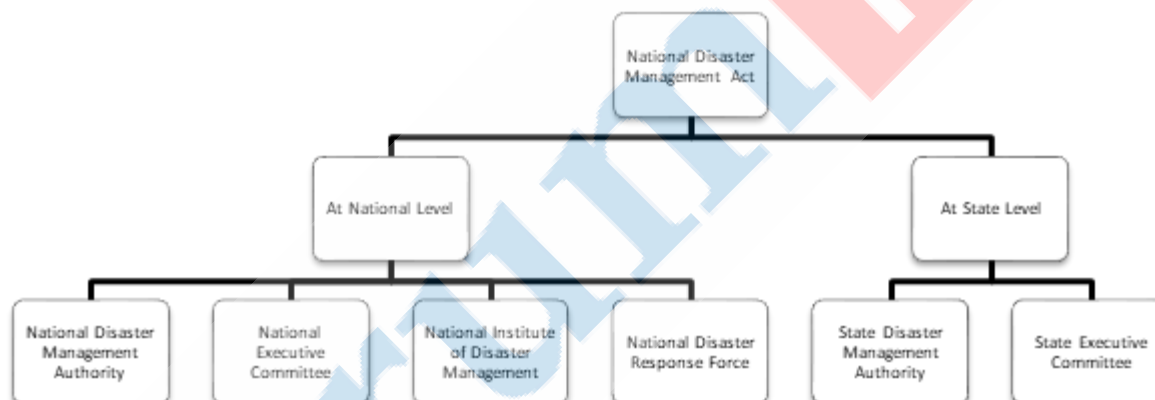 National Disaster
Management Act
At National Level
At State Level
National Disaster
Management
Authority
National
Executive
Committee
National Institute
of Disaster
Management
National Disaster
Response Force
State Disaster
Management
Authority
State Executive
Committee